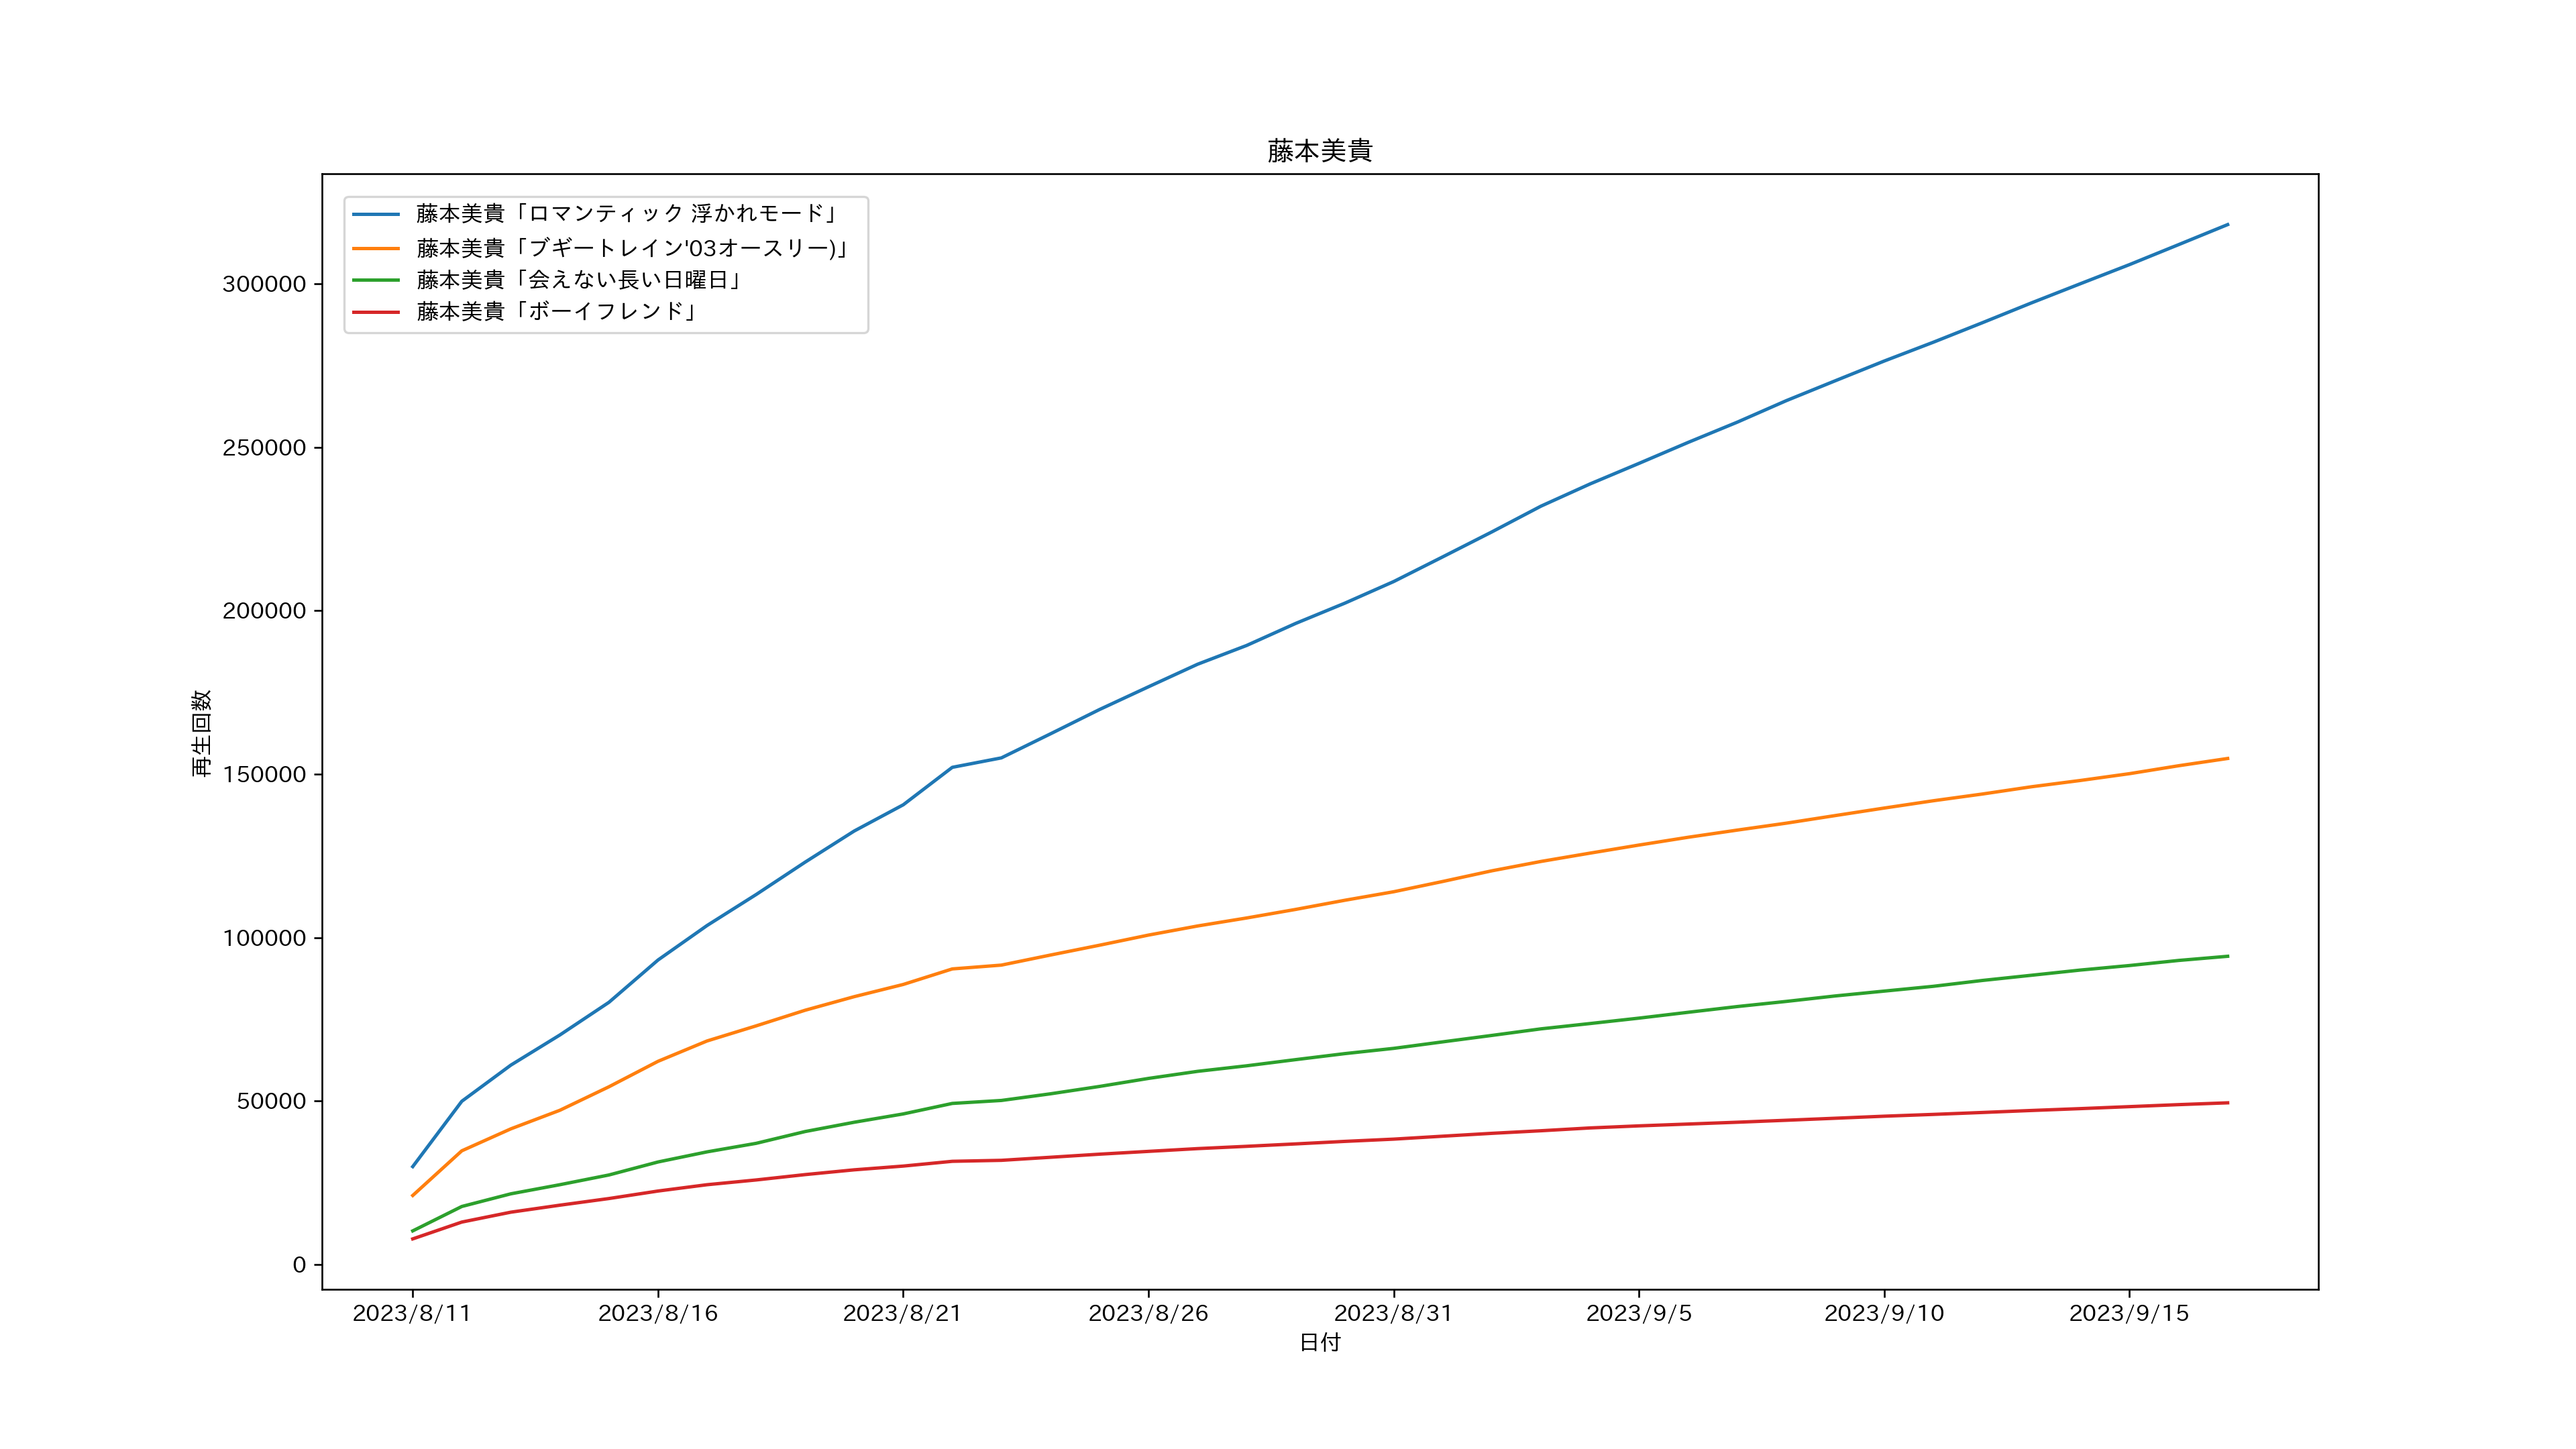 藤本美貴
藤本美貴「ロマンティック 浮かれモード」
藤本美貴「ブギートレイン'03オースリー)」
藤本美貴「会えない長い日曜日」
藤本美貴「ボーイフレンド」
300000
250000
200000
150000
100000
50000
0
再生回数
2023/8/11 2023/8/16 2023/8/21 2023/8/26 2023/8/31 2023/9/5 2023/9/10 2023/9/15
日付